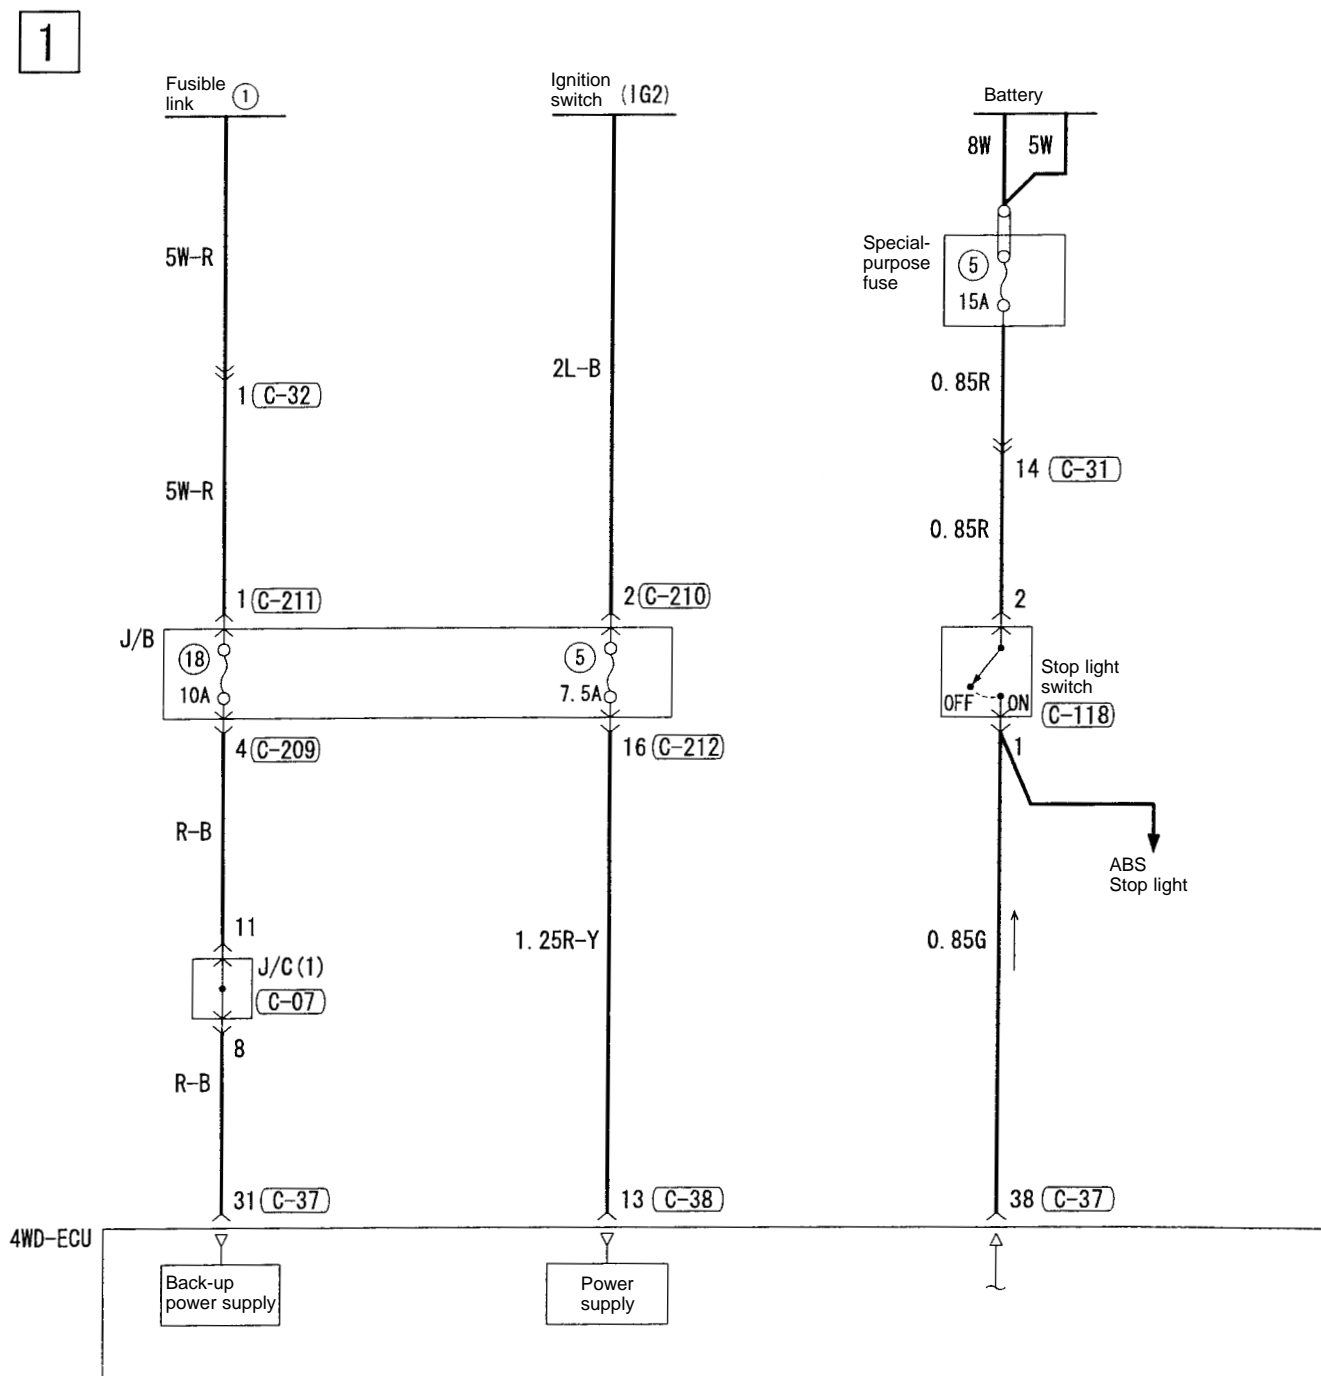 1
Fusible
link
1
Ignition
switch (IG2)
Battery
8W 5W
Special-
purpose
fuse
5
15A
5W-R
2L-B
0.85R
1 C-32
14 C-31
5W-R
0.85R
1 C-211
2 C-210
2
J/B
18
10A
5
7.5A
OFF ON
Stop light
switch
C-118
4 C-209
16 C-212
1
R-B
ABS
Stop light
11
J/C(1)
C-07
1.25R-Y
0.85G
8
R-B
31 C-37
13 C-38
38 C-37
4WD-ECU
Back-up
power supply
Power
supply